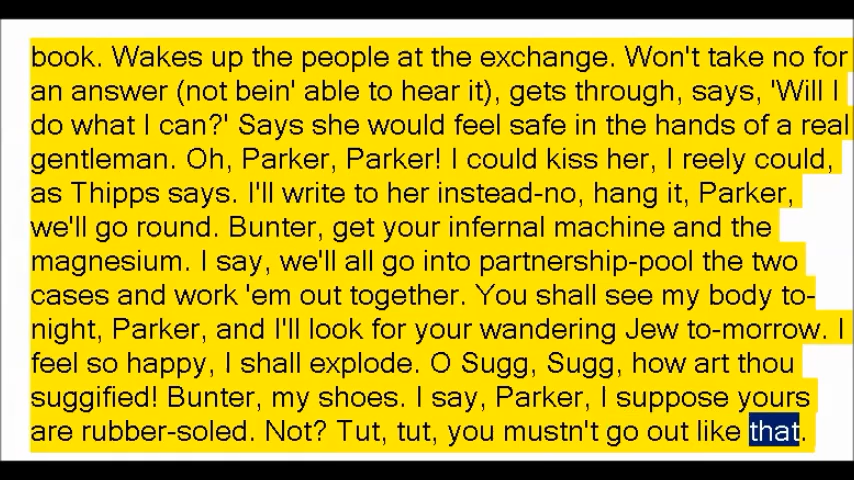 book. Wakes up the people at the exchange. Won't take no for
an answer (not bein' able to hear it), gets through, says, 'Will I
do what I can?' Says she would feel safe in the hands of a real
gentleman. Oh, Parker, Parker! I could kiss her, I reely could,
as Thipps says. I'll write to her instead-no, hang it, Parker,
we'll go round. Bunter, get your infernal machine and the
magnesium. I say, we'll all go into partnership-pool the two
cases and work 'em out together. You shall see my body to-
night, Parker, and I'll look for your wandering Jew to-morrow. I
feel so happy, I shall explode. O Sugg, Sugg, how art thou
suggified! Bunter, my shoes. I say, Parker, I suppose yours
are rubber-soled. Not? Tut, tut, you mustn't go out like that.